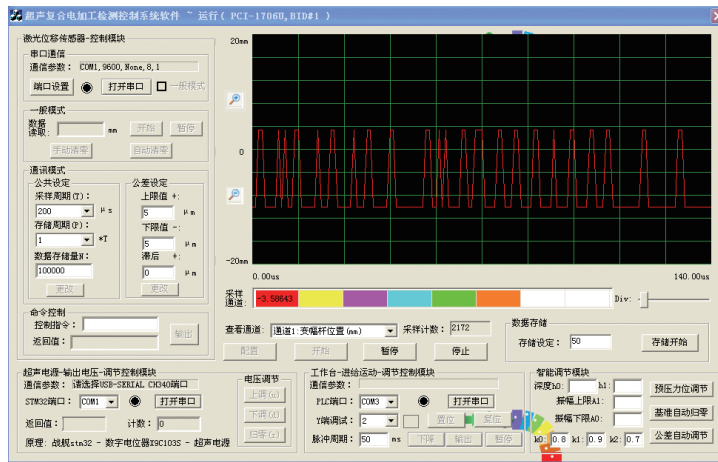 超声复合电加工检测控制系统软件 ~ 运行( PCI-1706U,BID#1 )
激光位移传感器-控制模块
串口通信
通信参数: COM1,9600,None,8,1
端口设置 打开串口 一般模式
一般模式
数据读取: mm 开始 暂停
手动清零 自动清零
通讯模式
公共设定
采样周期(T):
200 μs
存储周期(P):
1 *T
数据存储量N:
100000
更改
公差设定
上限值 +:
5 μm
下限值 -:
5 μm
滞后 +:
0 μm
更改
命令控制
控制指令:
返回值:
输出
20mm
0
-20mm
0.00us 140.00us
采样通道: -3.58643 Div:
查看通道: 通道1:变幅杆位置(mm) 采样计数: 2172
配置 开始 暂停 停止
数据存储
存储设定: 50 存储开始
超声电源-输出电压-调节控制模块
通信参数: 请选择USB-SERIAL CH340端口
STM32端口: COM1 打开串口
返回值: 计数: 0
原理: 战舰stm32 - 数字电位器X9C103S - 超声电源
电压调节
上调(u)
下调(d)
归零(r)
工作台-进给运动-调节控制模块
通信参数:
PLC端口: COM3 打开串口
Y端调试: 2 置位 复位
脉冲周期: 50 ms 下降 输出 暂停
智能调节模块
深度h0: h1:
振幅上限A1:
振幅下限A0:
k0: 0.8 k1: 0.9 k2: 0.7
预压力位调节
基准自动归零
公差自动调节